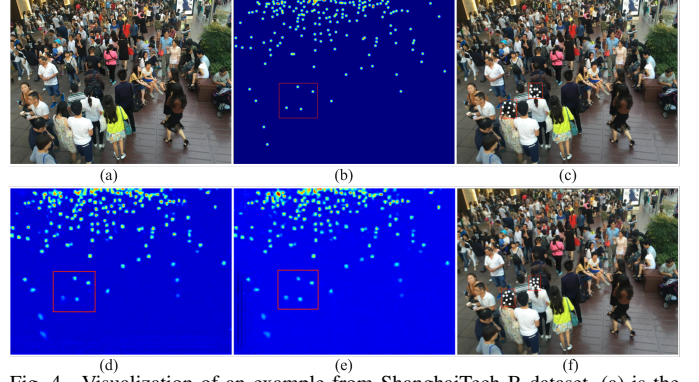 (a) (b) (c)
(d) (e) (f)
Fig. 4. Visualization of an example from ShanghaiTech B dataset. (a) is the